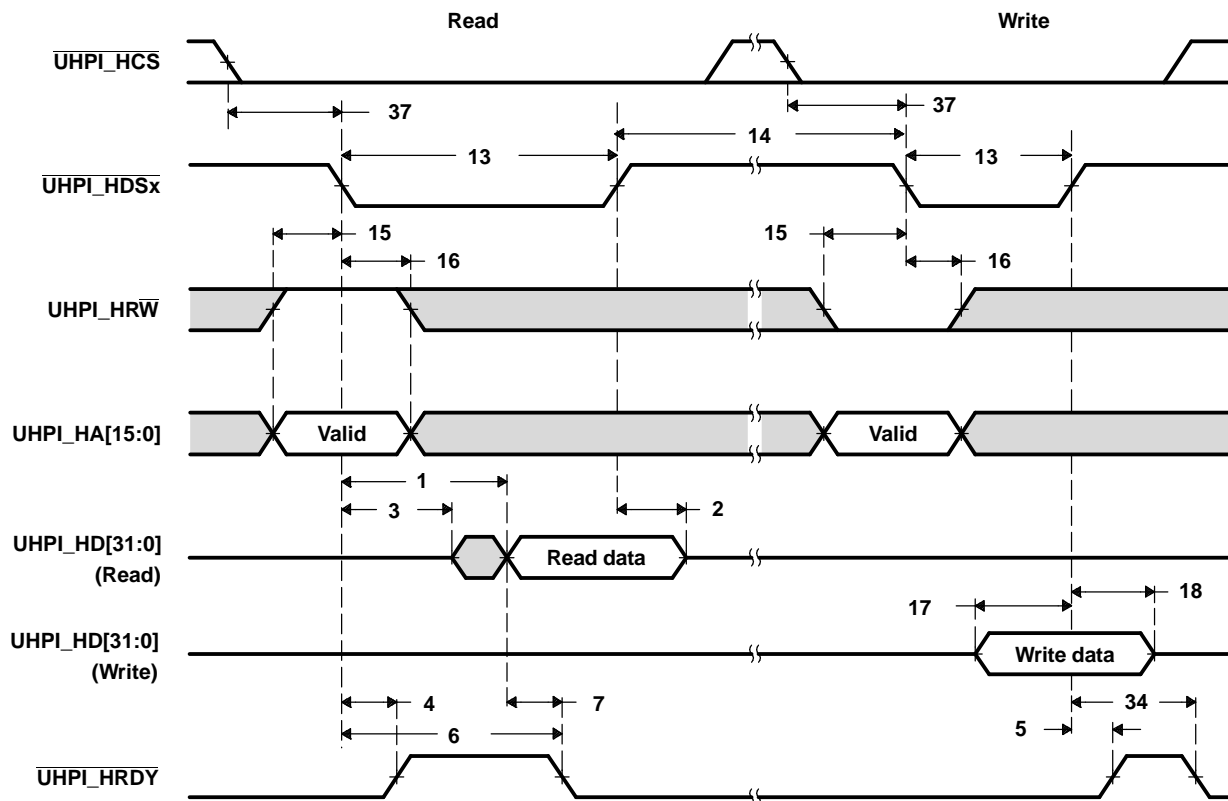 Read Write
UHPI_HCS
37 37
14
13 13
UHPI_HDSx
15 15
16 16
UHPI_HRW
UHPI_HA[15:0] Valid Valid
1
3 2
UHPI_HD[31:0]
(Read)
Read data
17 18
UHPI_HD[31:0]
(Write)
Write data
4 7 34
6 5
UHPI_HRDY